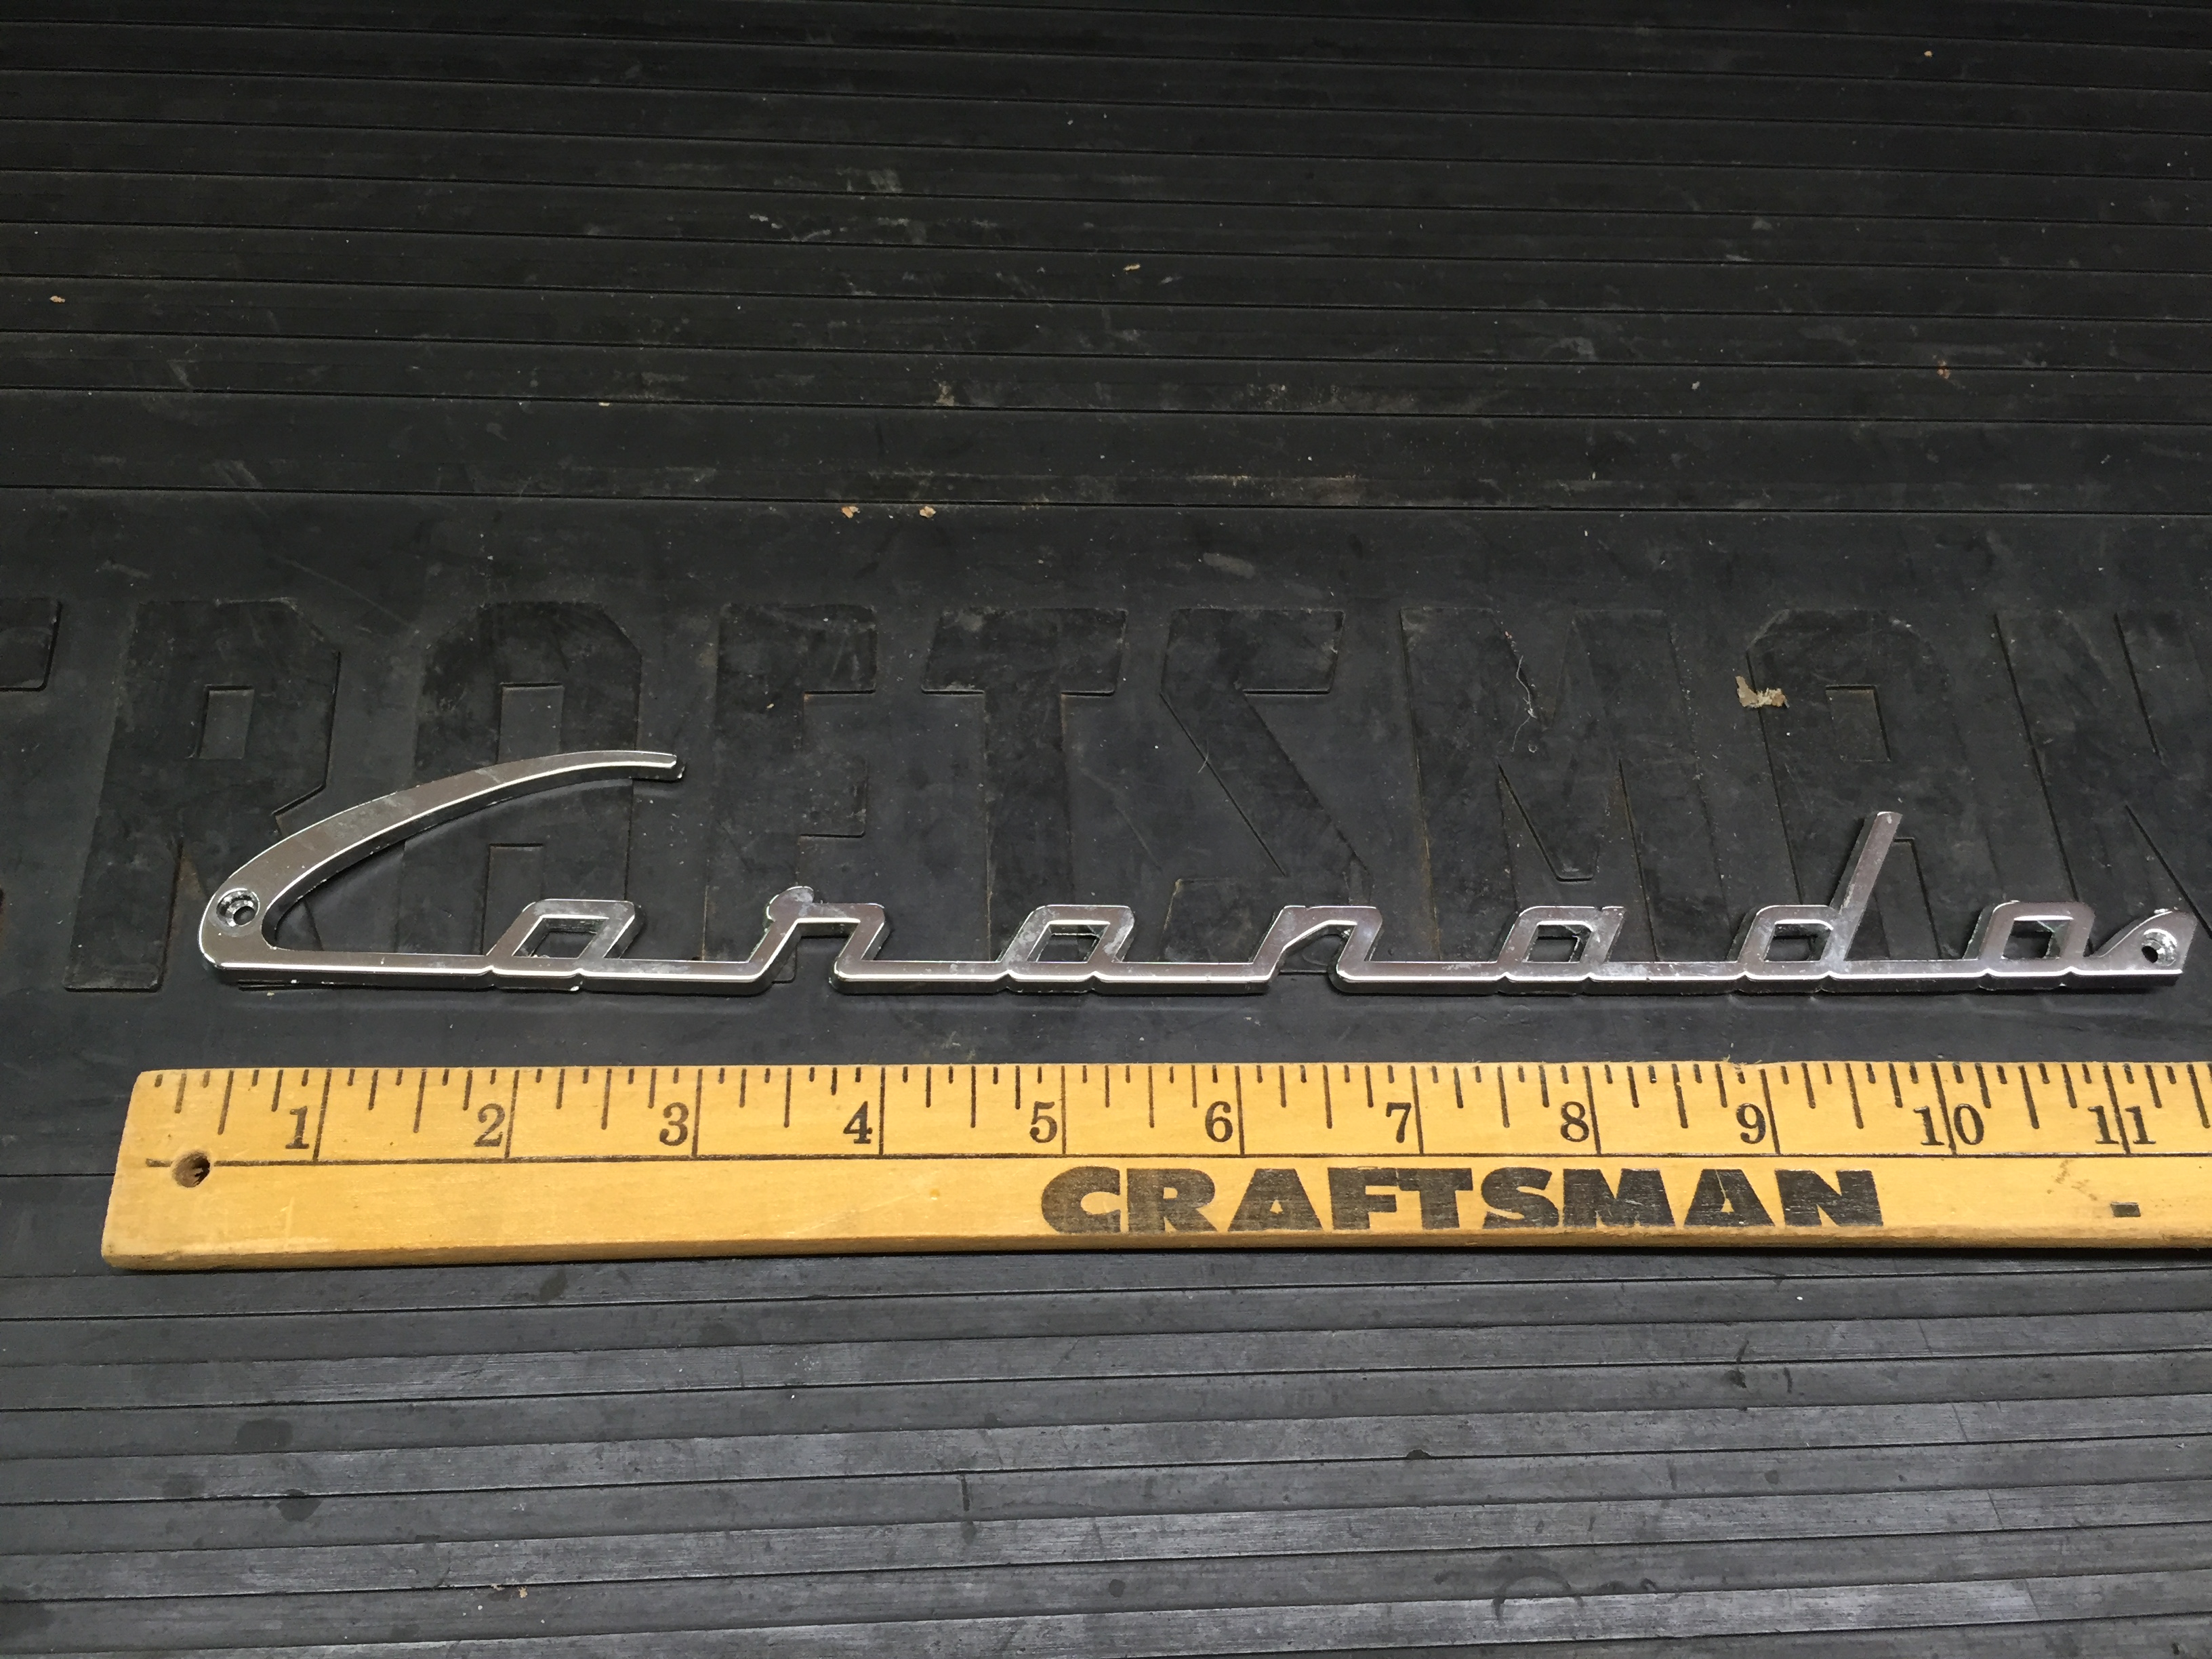 CRAFTSMAN
Coronado
1 2 3 4 5 6 7 8 9 10 11
CRAFTSMAN